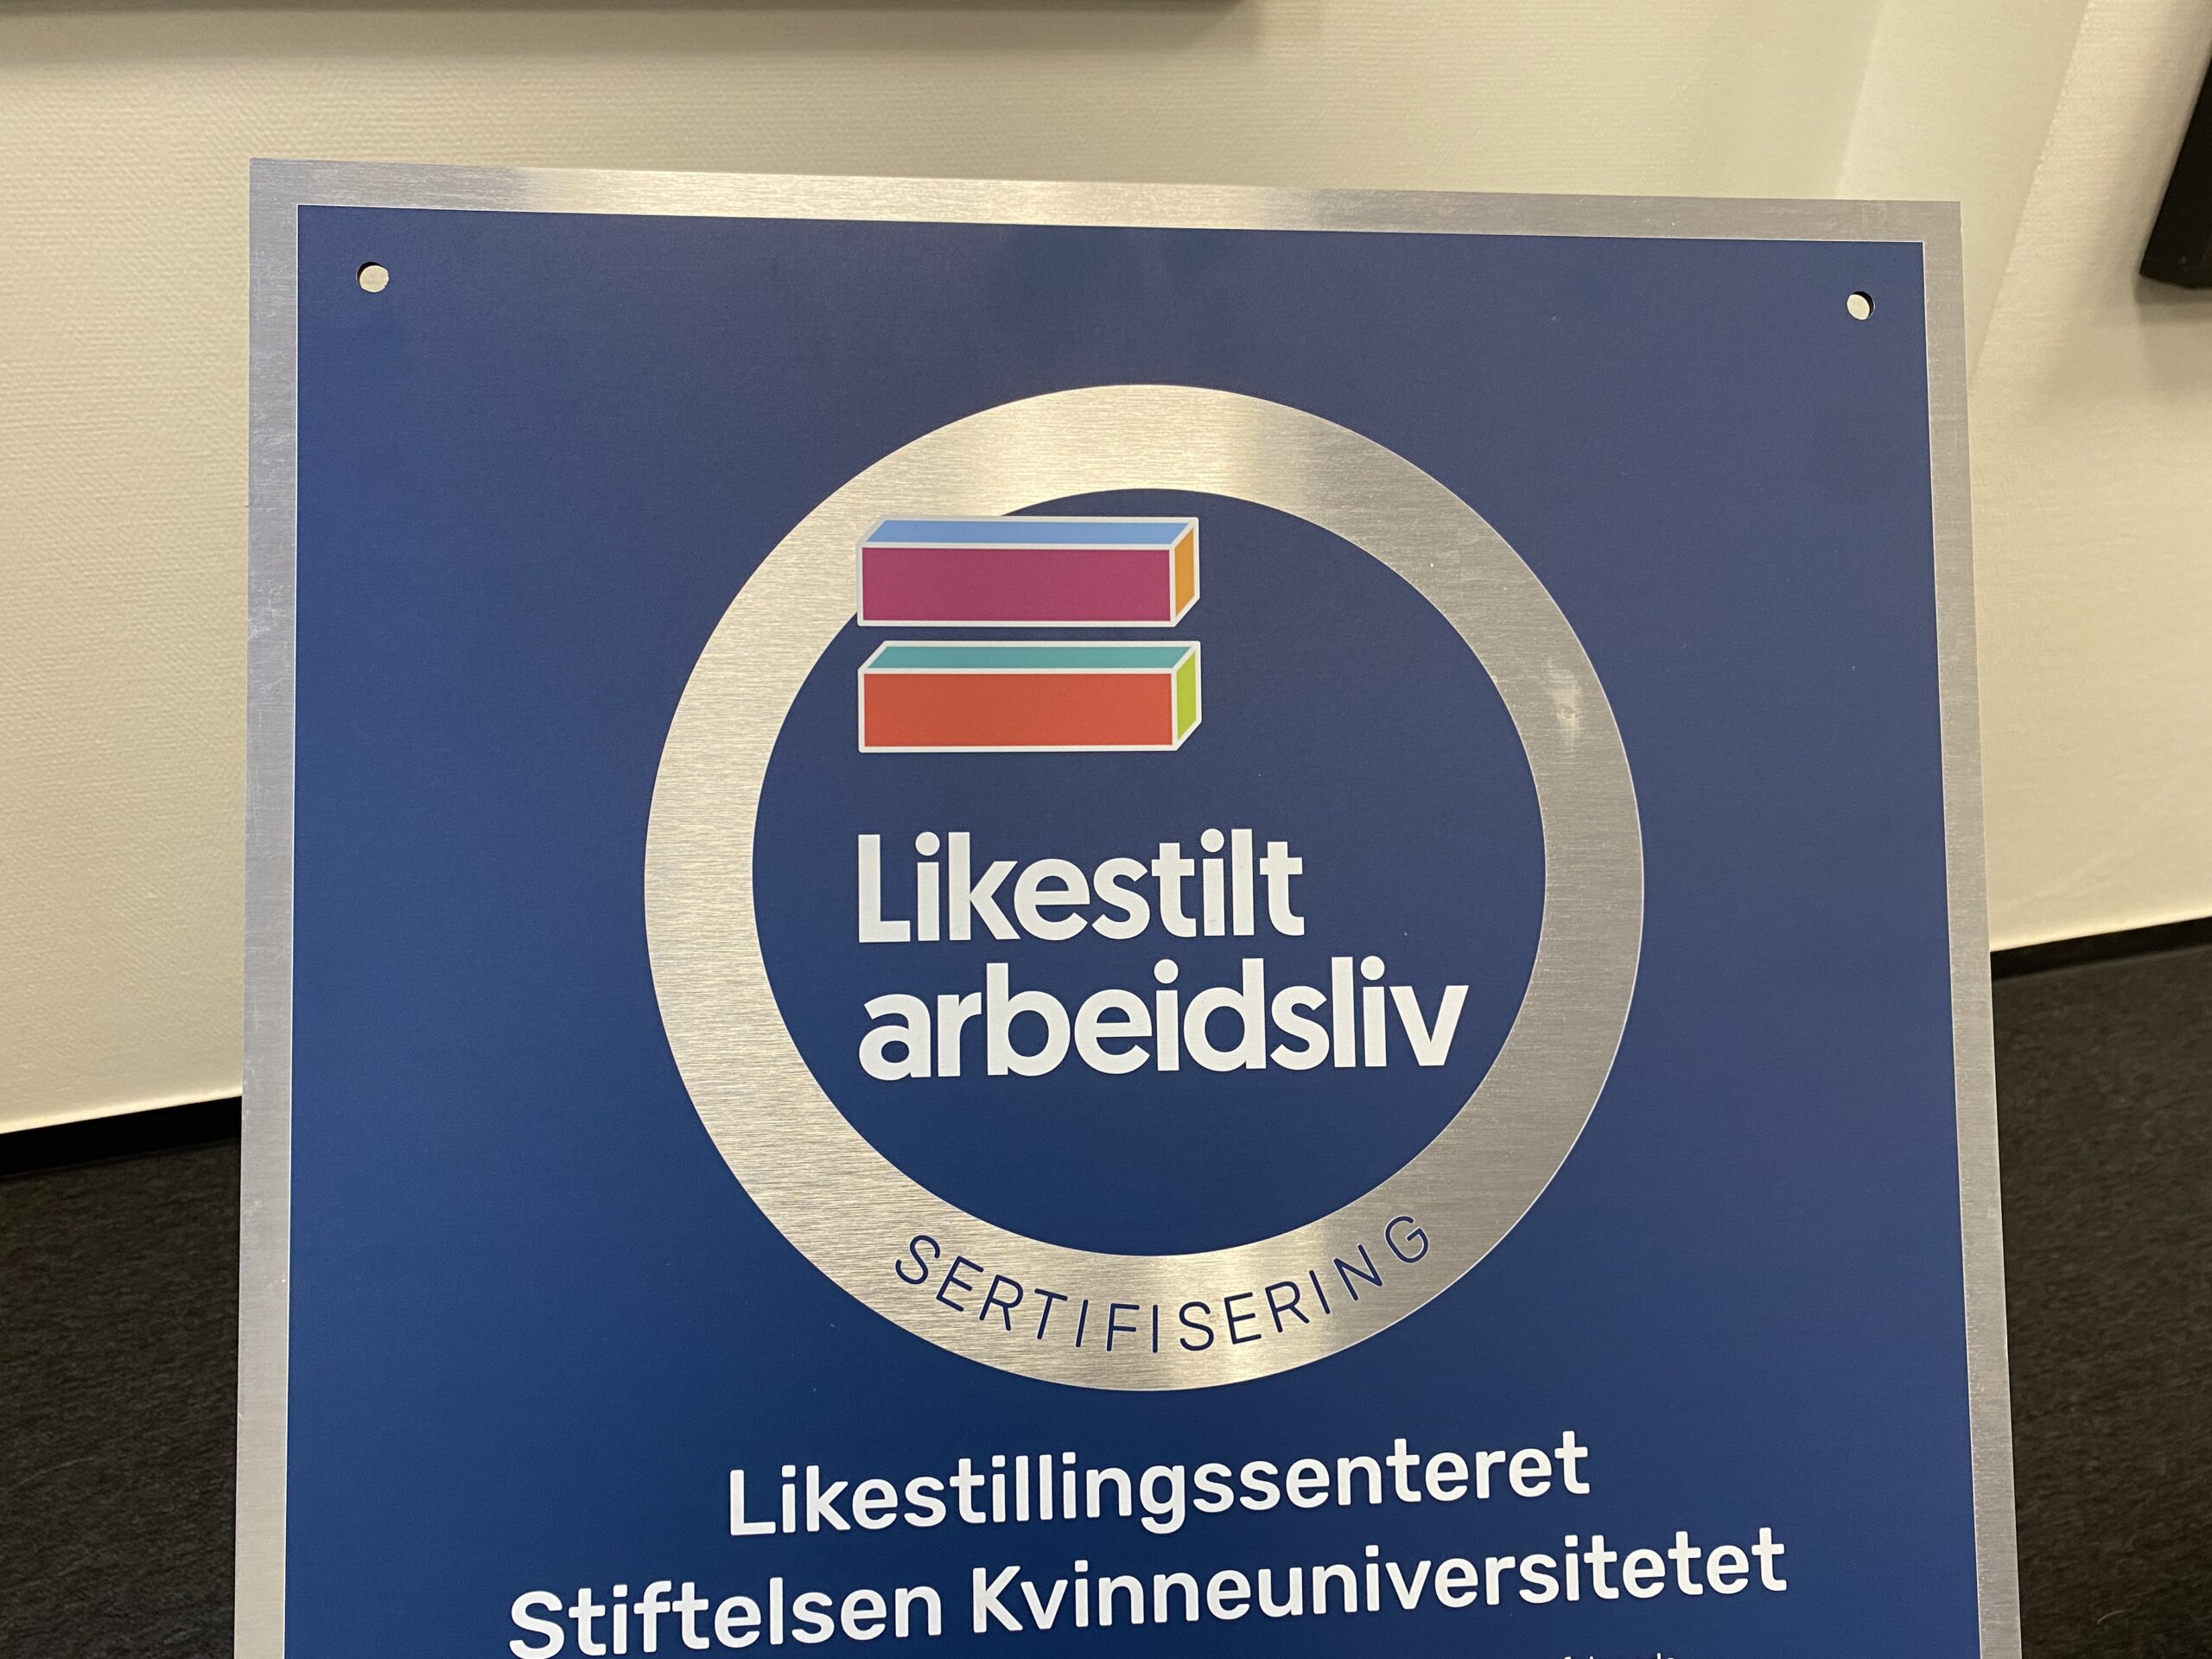 Likestilt
arbeidsliv
SERTIFISERING
Likestillingssenteret
Stiftelsen Kvinneuniversitetet